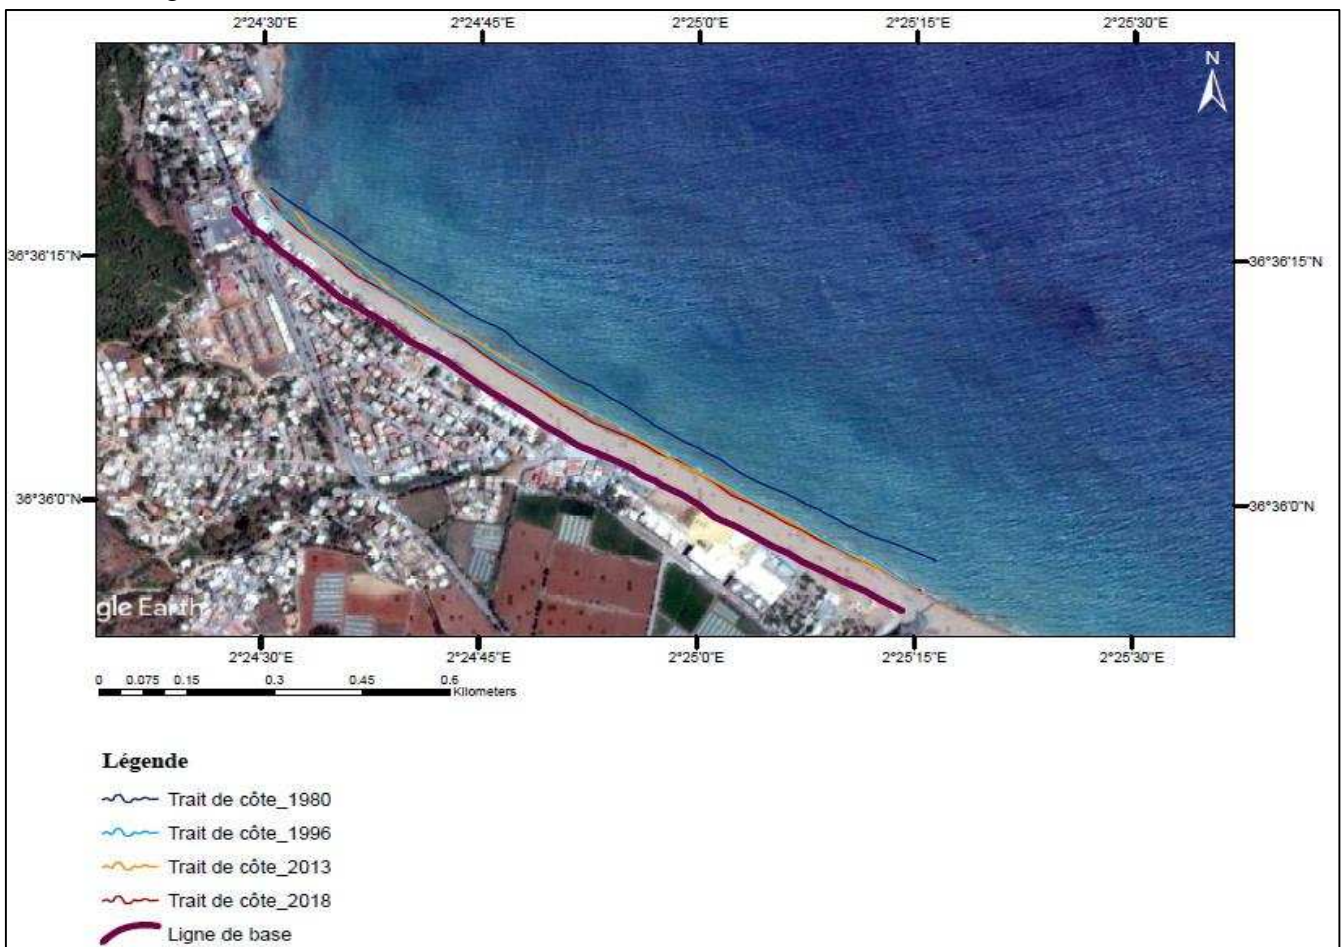 2°24'30"E 2°24'45"E 2°25'0"E 2°25'15"E 2°25'30"E
N
36°36'15"N 36°36'15"N
36°36'0"N 36°36'0"N
gle Earth
2°24'30"E 2°24'45"E 2°25'0"E 2°25'15"E 2°25'30"E
0 0.075 0.15 0.3 0.45 0.6
Kilometers
Légende
Trait de côte_1980
Trait de côte_1996
Trait de côte_2013
Trait de côte_2018
Ligne de base